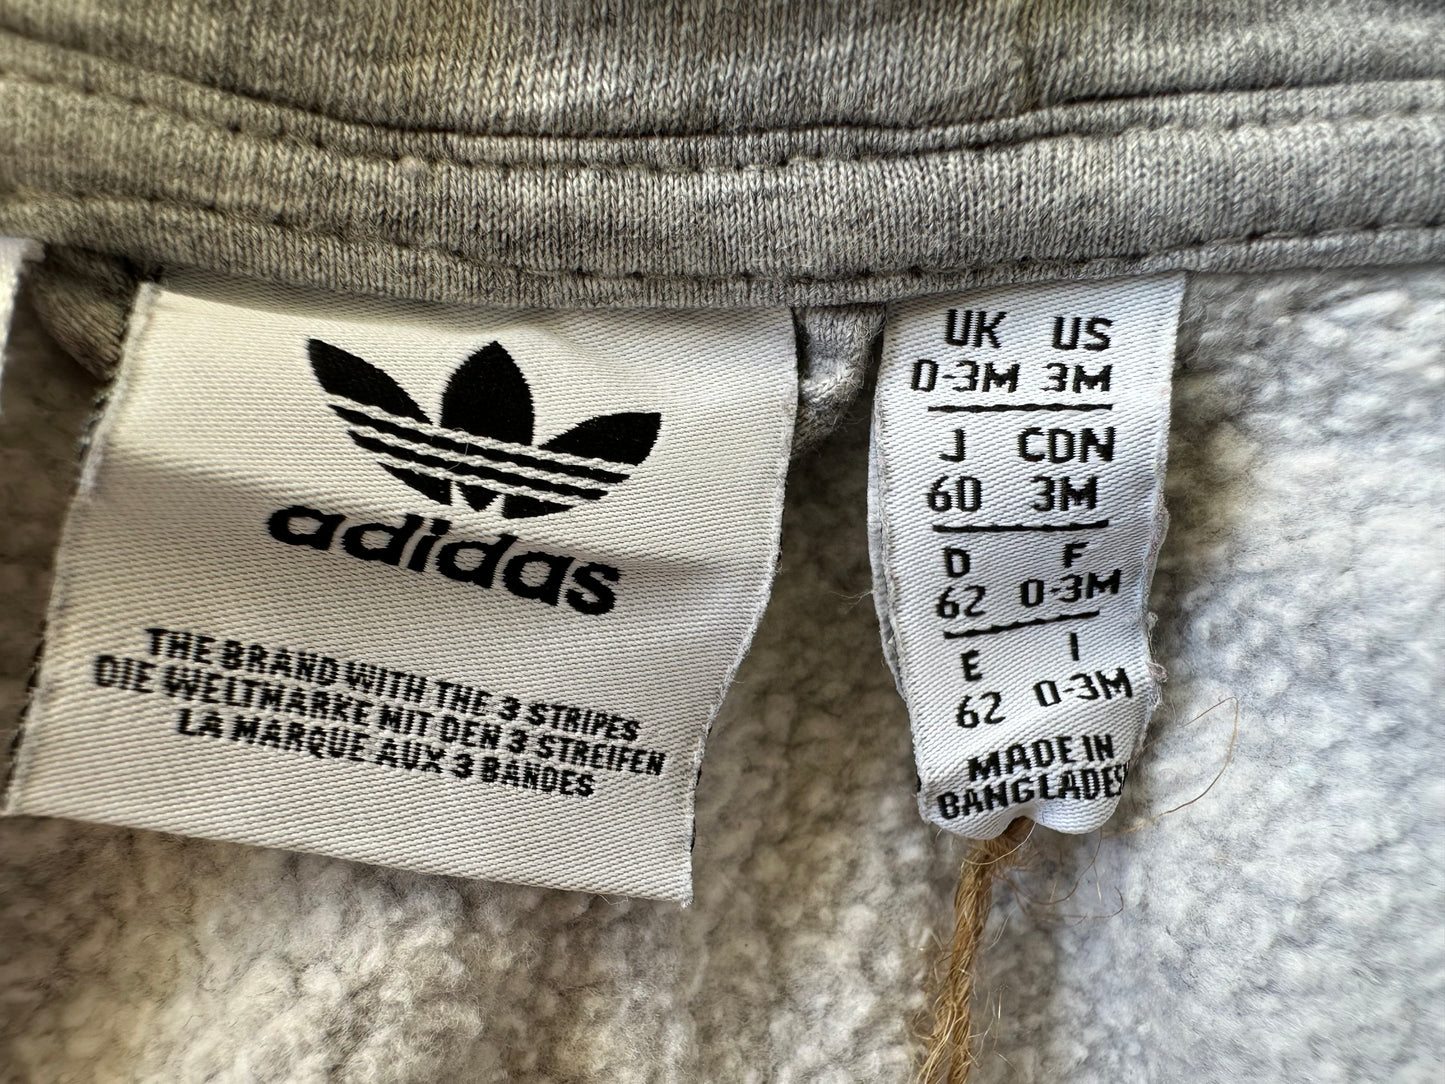 adidas
THE BRAND WITH THE 3 STRIPES
DIE WELTMARKE MIT DEN 3 STREIFEN
LA MARQUE AUX 3 BANDES
UK US
0-3M 3M
J CDN
60 3M
D F
62 0-3M
E I
62 0-3M
MADE IN
BANGLADES